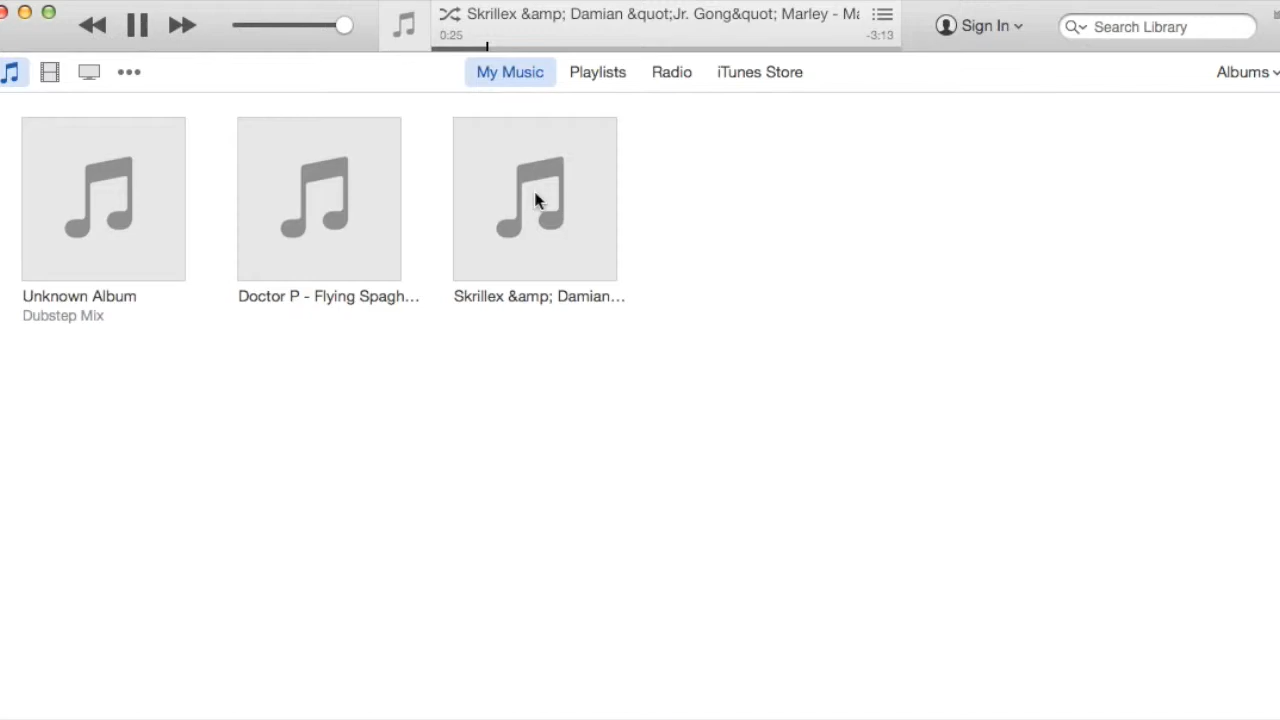 Skrillex &amp; Damian &quot;Jr. Gong&quot; Marley - Ma
0:25
-3:13
Sign In
Search Library
My Music
Playlists
Radio
iTunes Store
Albums
Unknown Album
Dubstep Mix
Doctor P - Flying Spagh...
Skrillex &amp; Damian...